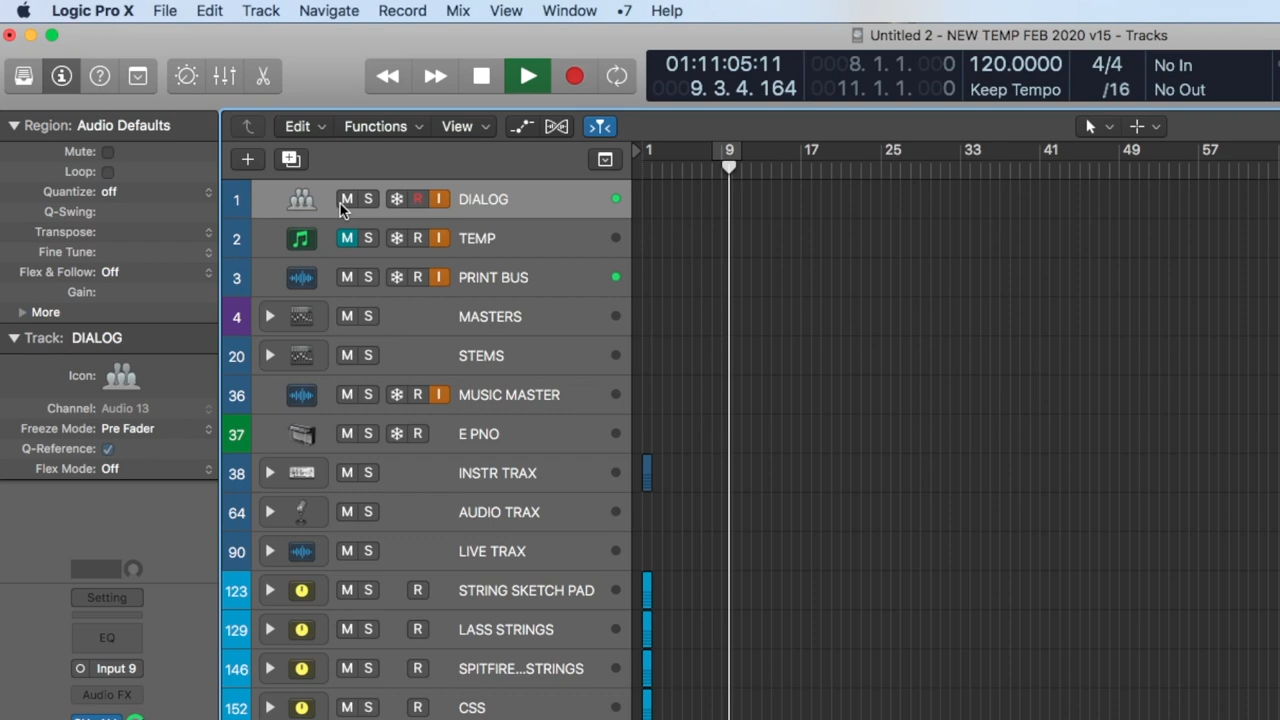 Logic Pro X File Edit Track Navigate Record Mix View Window •7 Help
Untitled 2 - NEW TEMP FEB 2020 v15 - Tracks
01:11:05:11 0008. 1. 1. 000 120.0000 4/4 No In
0009. 3. 4. 164 0011. 1. 1. 000 Keep Tempo /16 No Out
Region: Audio Defaults
Mute:
Loop:
Quantize: off
Q-Swing:
Transpose:
Fine Tune:
Flex & Follow: Off
Gain:
More
Track: DIALOG
Icon:
Channel: Audio 13
Freeze Mode: Pre Fader
Q-Reference:
Flex Mode: Off
Setting
EQ
Input 9
Audio FX
Edit Functions View
1 9 17 25 33 41 49 57
1 M S R I DIALOG
2 M S R I TEMP
3 M S R I PRINT BUS
4 M S MASTERS
20 M S STEMS
36 M S R I MUSIC MASTER
37 M S R E PNO
38 M S INSTR TRAX
64 M S AUDIO TRAX
90 M S LIVE TRAX
123 M S R STRING SKETCH PAD
129 M S R LASS STRINGS
146 M S R SPITFIRE...STRINGS
152 M S R CSS